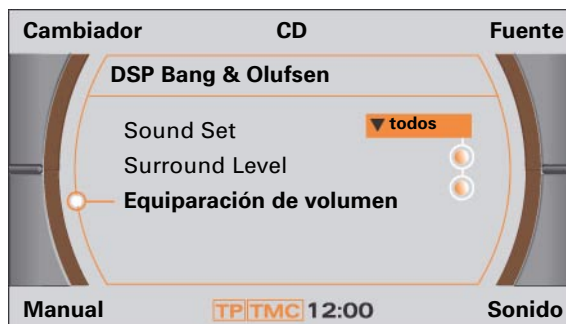 Cambiador CD Fuente
DSP Bang & Olufsen
Sound Set todos
Surround Level
Equiparación de volumen
Manual TP TMC 12:00 Sonido